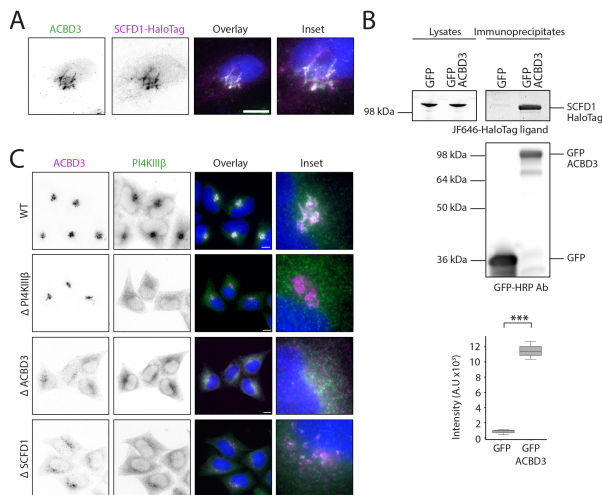 A
ACBD3
SCFD1-HaloTag
Overlay
Inset
B
Lysates
Immunoprecipitates
GFP
GFP
ACBD3
GFP
GFP
ACBD3
98 kDa
SCFD1
HaloTag
JF646-HaloTag ligand
98 kDa
64 kDa
50 kDa
36 kDa
GFP
ACBD3
GFP
GFP-HRP Ab
***
Intensity (A.U x10³)
12
10
8
6
4
2
0
GFP
GFP
ACBD3
C
ACBD3
PI4KIIIβ
Overlay
Inset
WT
Δ PI4KIIIβ
Δ ACBD3
Δ SCFD1